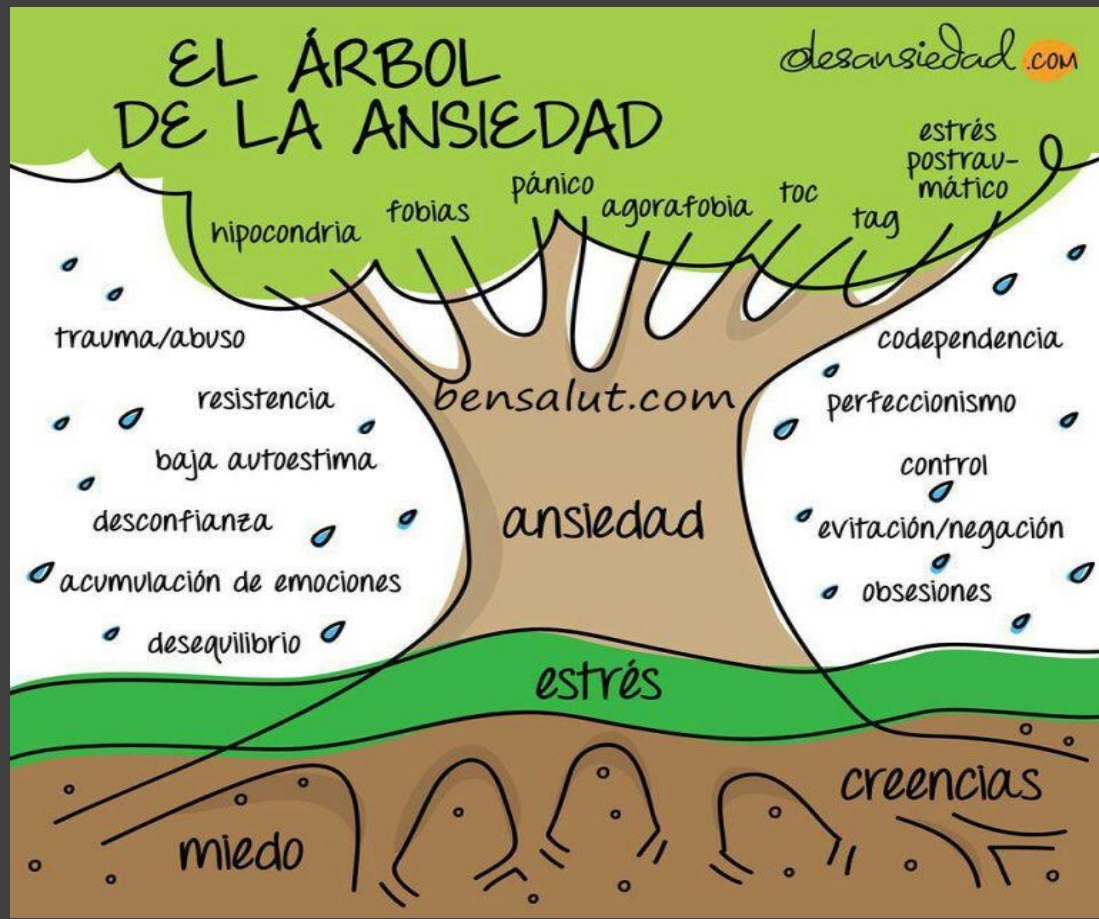 EL ÁRBOL
DE LA ANSIEDAD
desansiedad.com
hipocondria
fobias
pánico
agorafobia
toc
tag
estrés
postrau-
mático
trauma/abuso
resistencia
baja autoestima
desconfianza
acumulación de emociones
desequilibrio
bensalut.com
ansiedad
codependencia
perfeccionismo
control
evitación/negación
obsesiones
estrés
miedo
creencias